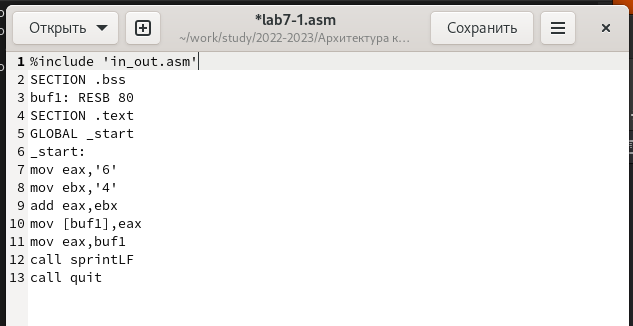 Открыть
*lab7-1.asm
~/work/study/2022-2023/Архитектура к...
Сохранить
1 %include 'in_out.asm'
2 SECTION .bss
3 buf1: RESB 80
4 SECTION .text
5 GLOBAL _start
6 _start:
7 mov eax,'6'
8 mov ebx,'4'
9 add eax,ebx
10 mov [buf1],eax
11 mov eax,buf1
12 call sprintLF
13 call quit